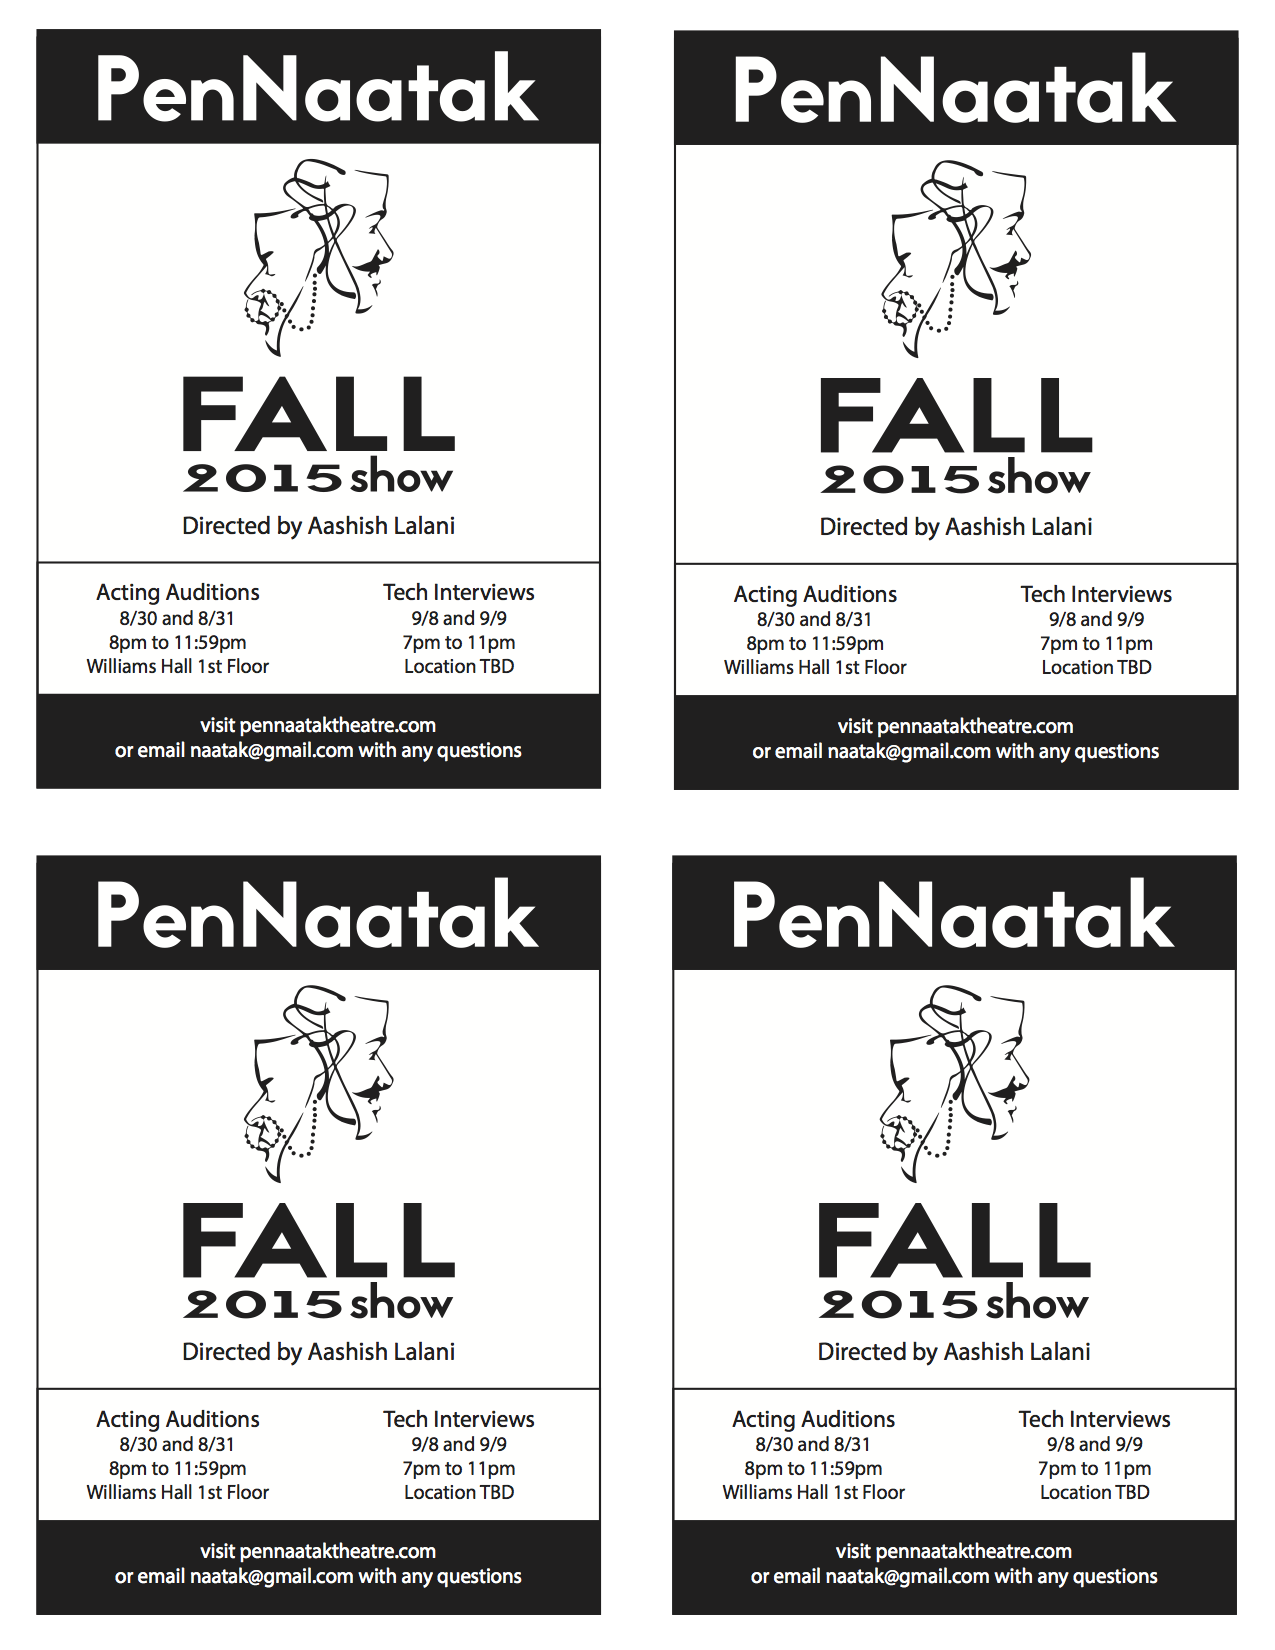 PenNaatak
FALL
2015 show
Directed by Aashish Lalani
Acting Auditions
8/30 and 8/31
8pm to 11:59pm
Williams Hall 1st Floor
Tech Interviews
9/8 and 9/9
7pm to 11pm
Location TBD
visit pennaataktheatre.com
or email naatak@gmail.com with any questions
PenNaatak
FALL
2015 show
Directed by Aashish Lalani
Acting Auditions
8/30 and 8/31
8pm to 11:59pm
Williams Hall 1st Floor
Tech Interviews
9/8 and 9/9
7pm to 11pm
Location TBD
visit pennaataktheatre.com
or email naatak@gmail.com with any questions
PenNaatak
FALL
2015 show
Directed by Aashish Lalani
Acting Auditions
8/30 and 8/31
8pm to 11:59pm
Williams Hall 1st Floor
Tech Interviews
9/8 and 9/9
7pm to 11pm
Location TBD
visit pennaataktheatre.com
or email naatak@gmail.com with any questions
PenNaatak
FALL
2015 show
Directed by Aashish Lalani
Acting Auditions
8/30 and 8/31
8pm to 11:59pm
Williams Hall 1st Floor
Tech Interviews
9/8 and 9/9
7pm to 11pm
Location TBD
visit pennaataktheatre.com
or email naatak@gmail.com with any questions